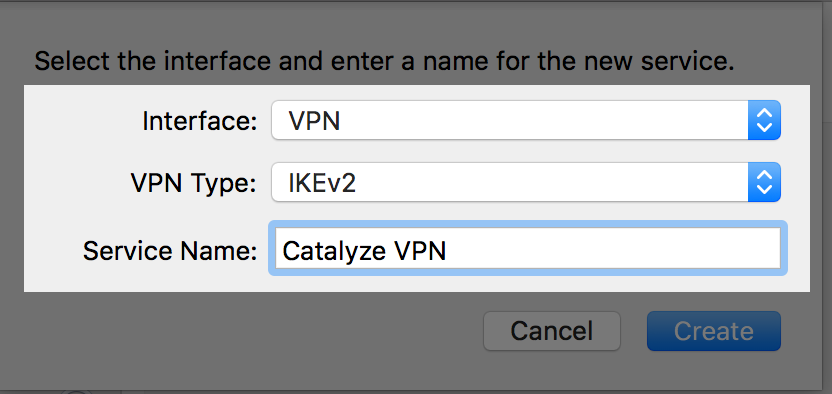 Select the interface and enter a name for the new service.
Interface: VPN
VPN Type: IKEv2
Service Name: Catalyze VPN
Cancel Create